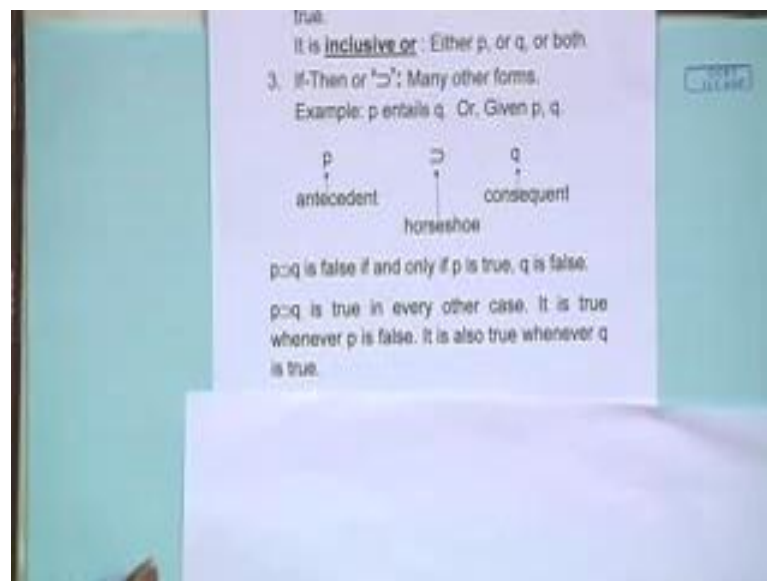 true.
It is inclusive or : Either p, or q, or both
3. If-Then or "⊃": Many other forms.
Example: p entails q Or, Given p, q.
p ⊃ q
antecedent consequent
horseshoe
p⊃q is false if and only if p is true, q is false.
p⊃q is true in every other case. It is true
whenever p is false. It is also true whenever q
is true.